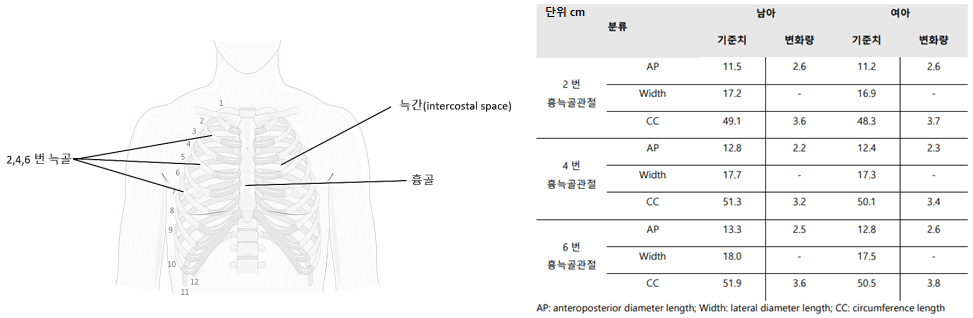 1
2
3
4
5
6
7
8
9
10
11
12
2,4,6 번 늑골
늑간(intercostal space)
흉골
단위 cm
분류 남아 여아
기준치 변화량 기준치 변화량
2 번 흉늑골관절
AP 11.5 2.6 11.2 2.6
Width 17.2 - 16.9 -
CC 49.1 3.6 48.3 3.7
4 번 흉늑골관절
AP 12.8 2.2 12.4 2.3
Width 17.7 - 17.3 -
CC 51.3 3.2 50.1 3.4
6 번 흉늑골관절
AP 13.3 2.5 12.8 2.6
Width 18.0 - 17.5 -
CC 51.9 3.6 50.5 3.8
AP: anteroposterior diameter length; Width: lateral diameter length; CC: circumference length